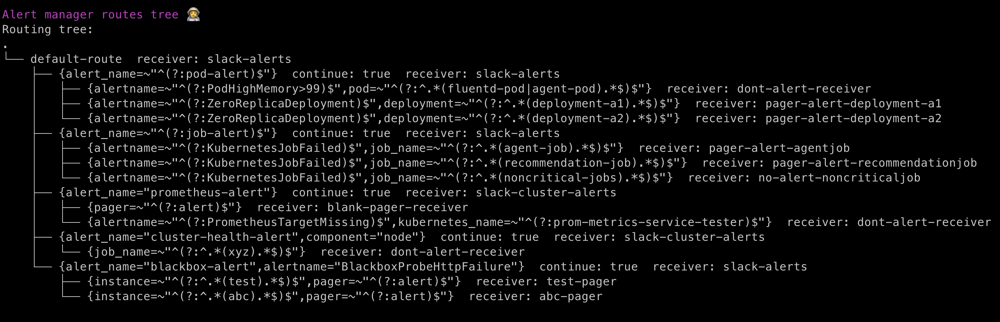 Alert manager routes tree 👩‍🚀
Routing tree:
.
└── default-route  receiver: slack-alerts
    ├── {alert_name=~"^(?:pod-alert)$"}  continue: true  receiver: slack-alerts
    │   ├── {alertname=~"^(?:PodHighMemory>99)$",pod=~"^(?:^.*(fluentd-pod|agent-pod).*$)$"}  receiver: dont-alert-receiver
    │   ├── {alertname=~"^(?:ZeroReplicaDeployment)$",deployment=~"^(?:^.*(deployment-a1).*$)$"}  receiver: pager-alert-deployment-a1
    │   └── {alertname=~"^(?:ZeroReplicaDeployment)$",deployment=~"^(?:^.*(deployment-a2).*$)$"}  receiver: pager-alert-deployment-a2
    ├── {alert_name=~"^(?:job-alert)$"}  continue: true  receiver: slack-alerts
    │   ├── {alertname=~"^(?:KubernetesJobFailed)$",job_name=~"^(?:^.*(agent-job).*$)$"}  receiver: pager-alert-agentjob
    │   ├── {alertname=~"^(?:KubernetesJobFailed)$",job_name=~"^(?:^.*(recommendation-job).*$)$"}  receiver: pager-alert-recommendationjob
    │   └── {alertname=~"^(?:KubernetesJobFailed)$",job_name=~"^(?:^.*(noncritical-jobs).*$)$"}  receiver: no-alert-noncriticaljob
    ├── {alert_name="prometheus-alert"}  continue: true  receiver: slack-cluster-alerts
    │   ├── {pager=~"^(?:alert)$"}  receiver: blank-pager-receiver
    │   └── {alertname=~"^(?:PrometheusTargetMissing)$",kubernetes_name=~"^(?:prom-metrics-service-tester)$"}  receiver: dont-alert-receiver
    ├── {alert_name="cluster-health-alert",component="node"}  continue: true  receiver: slack-cluster-alerts
    │   └── {job_name=~"^(?:^.*(xyz).*$)$"}  receiver: dont-alert-receiver
    └── {alert_name="blackbox-alert",alertname="BlackboxProbeHttpFailure"}  continue: true  receiver: slack-alerts
        ├── {instance=~"^(?:^.*(test).*$)$",pager=~"^(?:alert)$"}  receiver: test-pager
        └── {instance=~"^(?:^.*(abc).*$)$",pager=~"^(?:alert)$"}  receiver: abc-pager